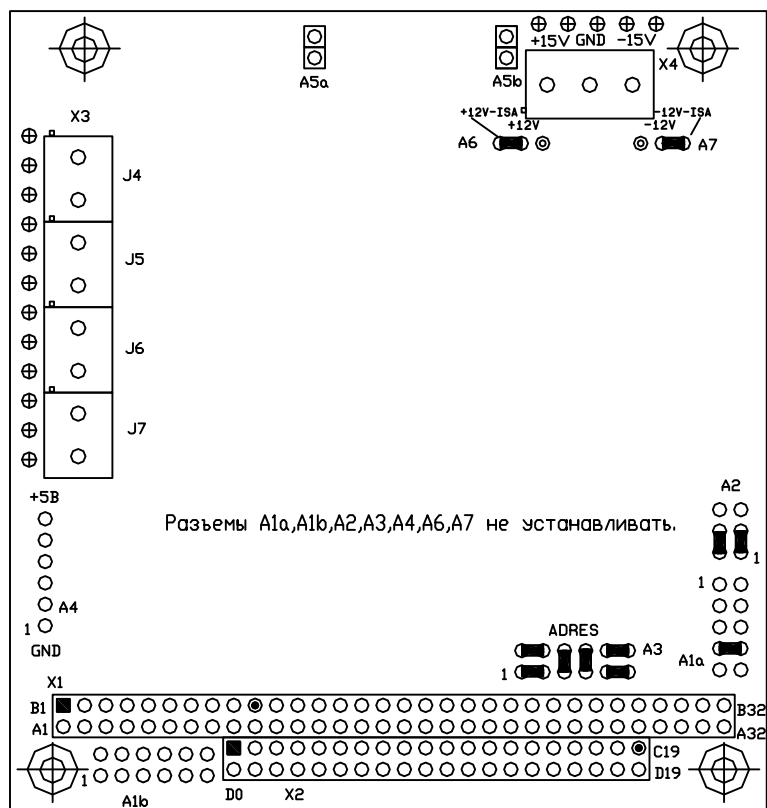 +15V GND -15V
A5a
A5b
X4
+12V-ISA
-12V-ISA
+12V
-12V
A6
A7
X3
J4
J5
J6
J7
+5В
A2
Разъемы A1a,A1b,A2,A3,A4,A6,A7 не устанавливать.
1
1
A4
1
GND
ADRES
A3
A1a
1
X1
B1
B32
A1
A32
C19
1
D19
A1b
D0
X2